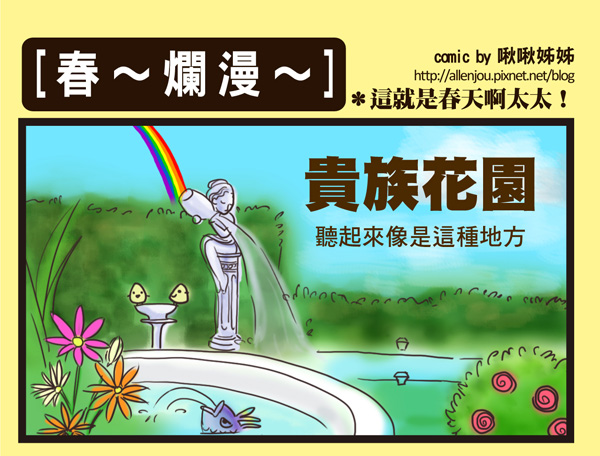 [春～爛漫～]
comic by 啾啾姊姊
http://allenjou.pixnet.net/blog
＊這就是春天啊太太！
貴族花園
聽起來像是這種地方